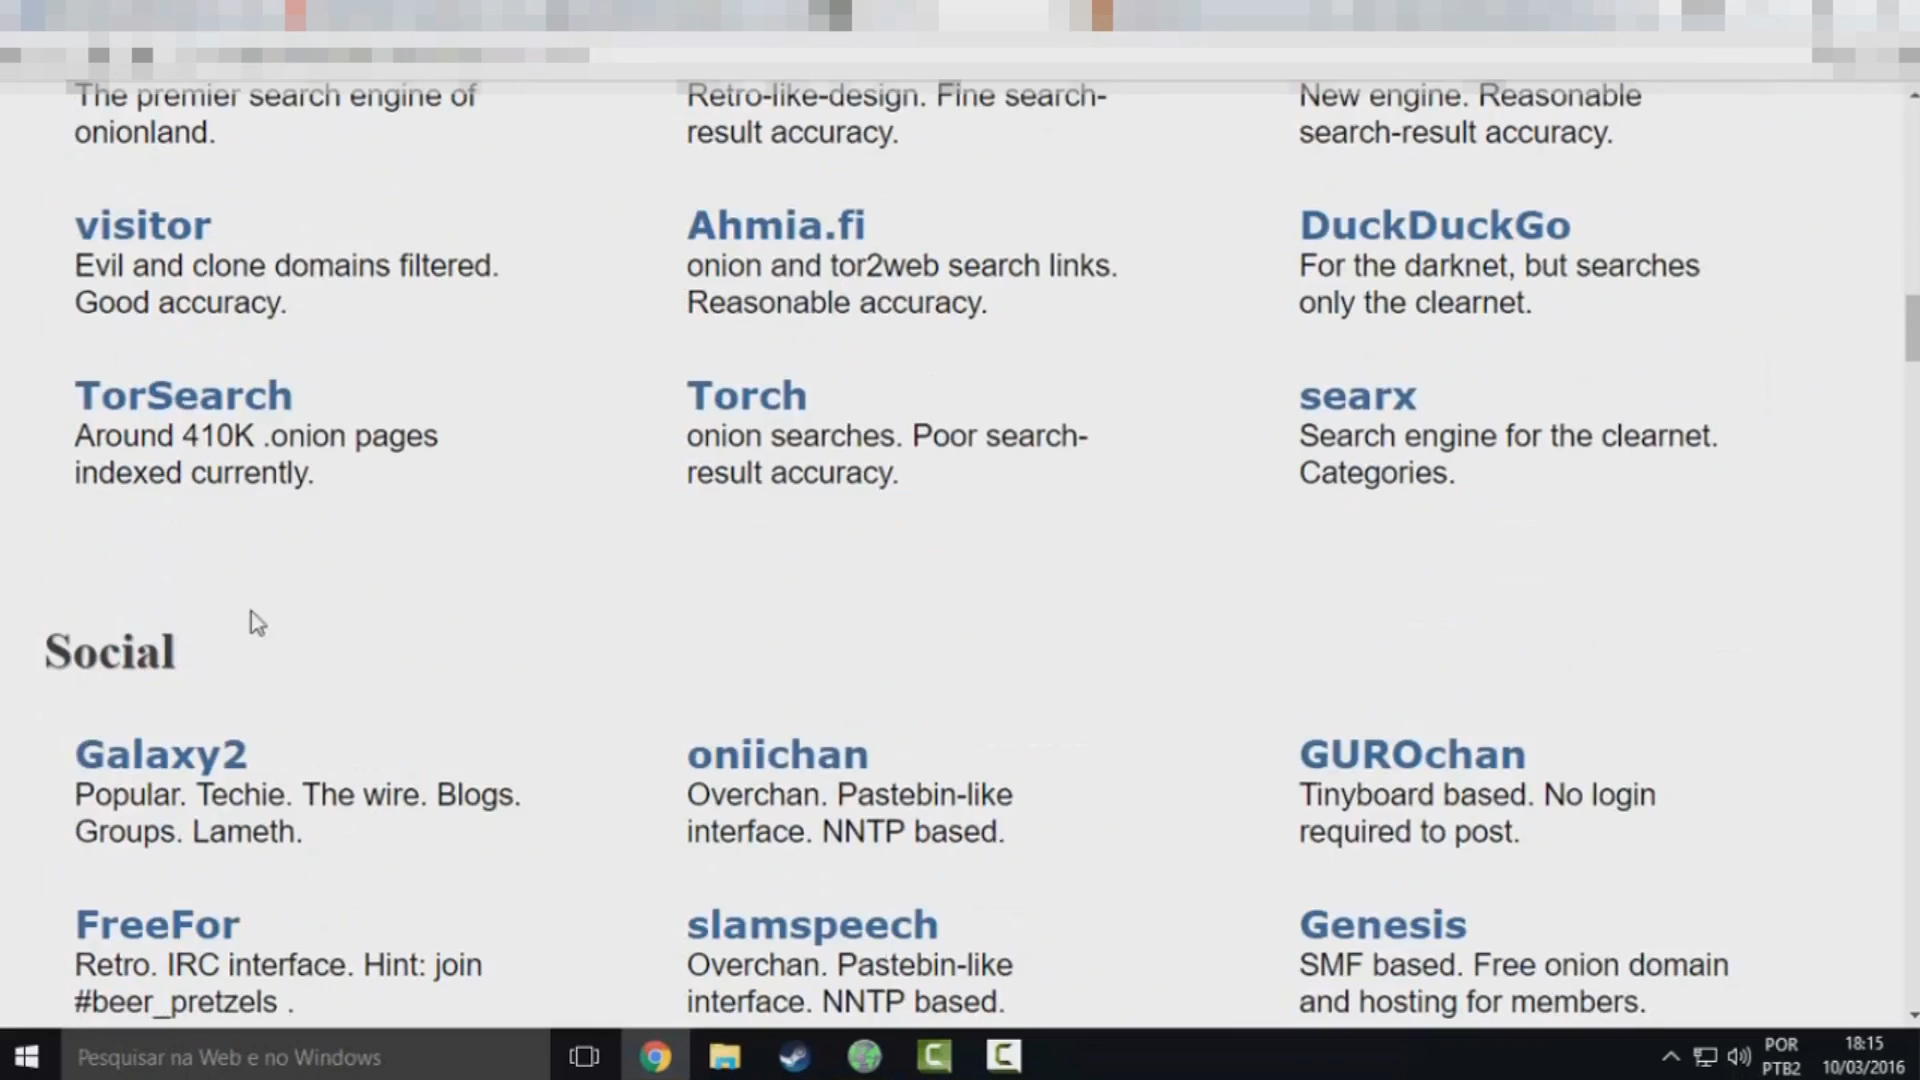 The premier search engine of
onionland.
Retro-like-design. Fine search-
result accuracy.
New engine. Reasonable
search-result accuracy.
visitor
Evil and clone domains filtered.
Good accuracy.
Ahmia.fi
onion and tor2web search links.
Reasonable accuracy.
DuckDuckGo
For the darknet, but searches
only the clearnet.
TorSearch
Around 410K .onion pages
indexed currently.
Torch
onion searches. Poor search-
result accuracy.
searx
Search engine for the clearnet.
Categories.
Social
Galaxy2
Popular. Techie. The wire. Blogs.
Groups. Lameth.
oniichan
Overchan. Pastebin-like
interface. NNTP based.
GUROchan
Tinyboard based. No login
required to post.
FreeFor
Retro. IRC interface. Hint: join
#beer_pretzels .
slamspeech
Overchan. Pastebin-like
interface. NNTP based.
Genesis
SMF based. Free onion domain
and hosting for members.
Pesquisar na Web e no Windows
POR
PTB2
18:15
10/03/2016